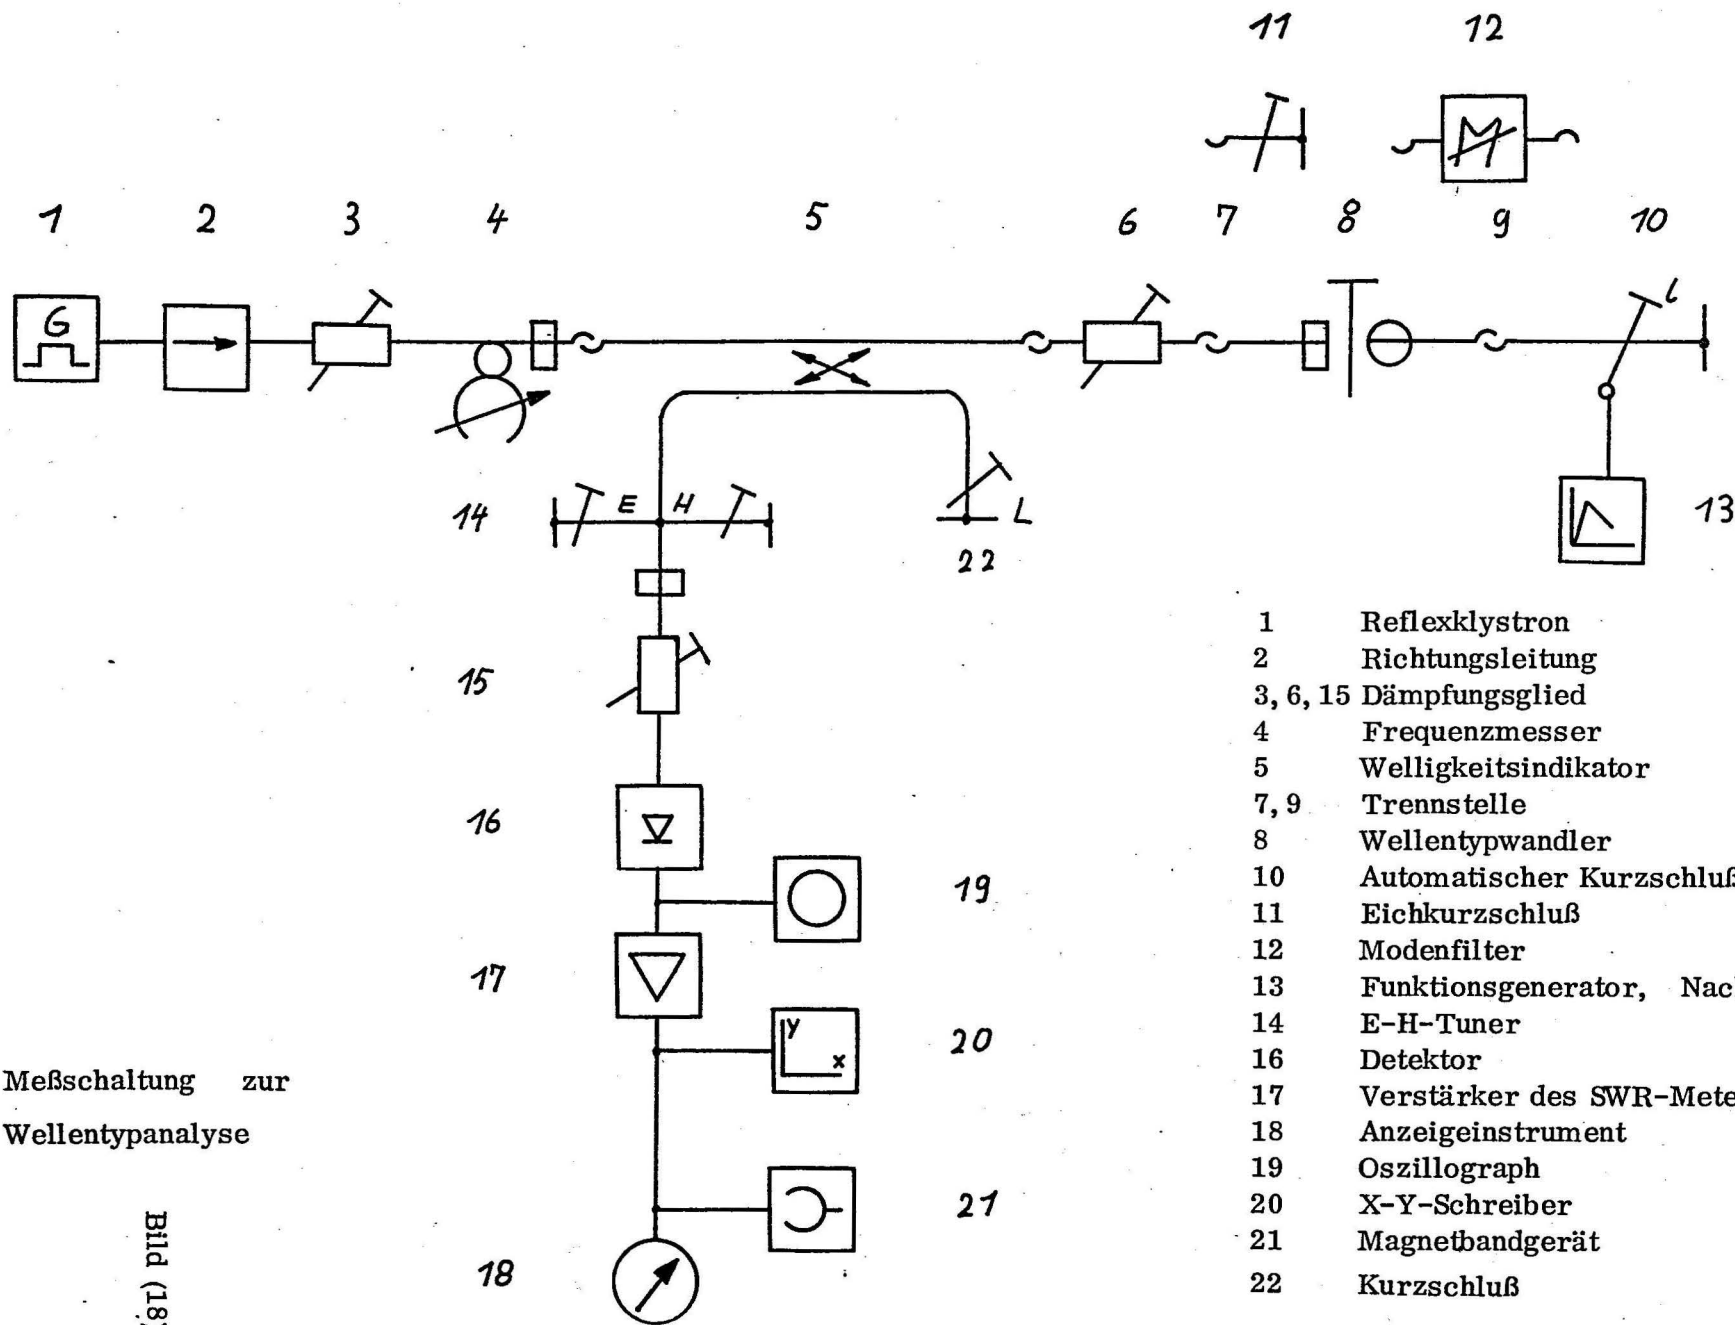 11 12
1 2 3 4 5 6 7 8 9 10
G
l
14 E H
L
22
13
15
16
19
17
20
y
x
21
18
1 Reflexklystron
2 Richtungsleitung
3, 6, 15 Dämpfungsglied
4 Frequenzmesser
5 Welligkeitsindikator
7, 9 Trennstelle
8 Wellentypwandler
10 Automatischer Kurzschluß
11 Eichkurzschluß
12 Modenfilter
13 Funktionsgenerator, Nac
14 E-H-Tuner
16 Detektor
17 Verstärker des SWR-Mete
18 Anzeigeinstrument
19 Oszillograph
20 X-Y-Schreiber
21 Magnetbandgerät
22 Kurzschluß
Meßschaltung zur
Wellentypanalyse
Bild (18)